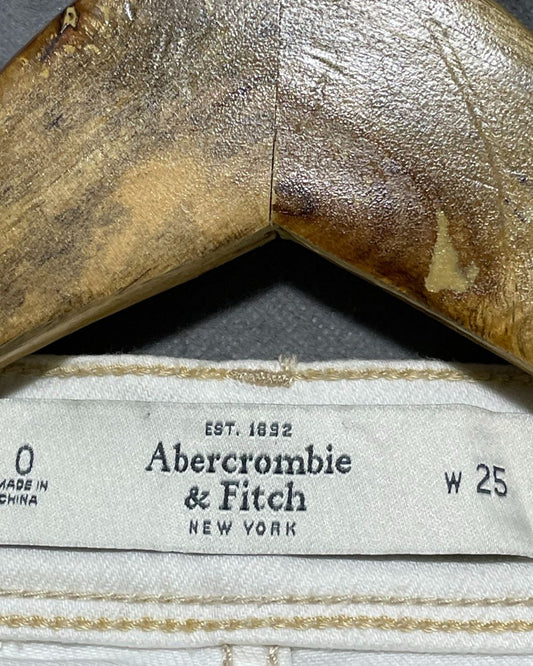 EST. 1892
Abercrombie
& Fitch
NEW YORK
0
MADE IN
CHINA
W 25